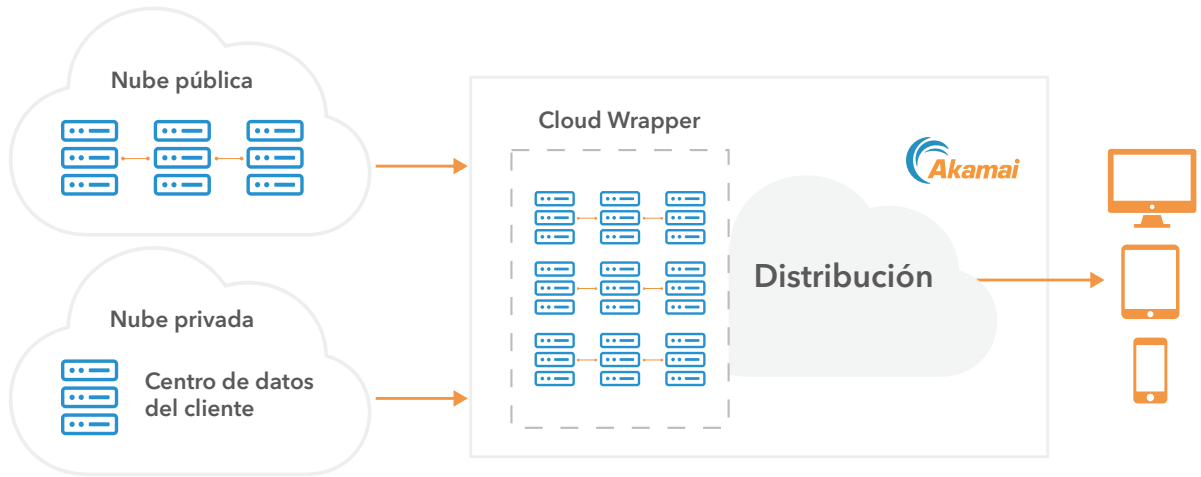 Nube pública
Cloud Wrapper
Akamai
Distribución
Nube privada
Centro de datos
del cliente